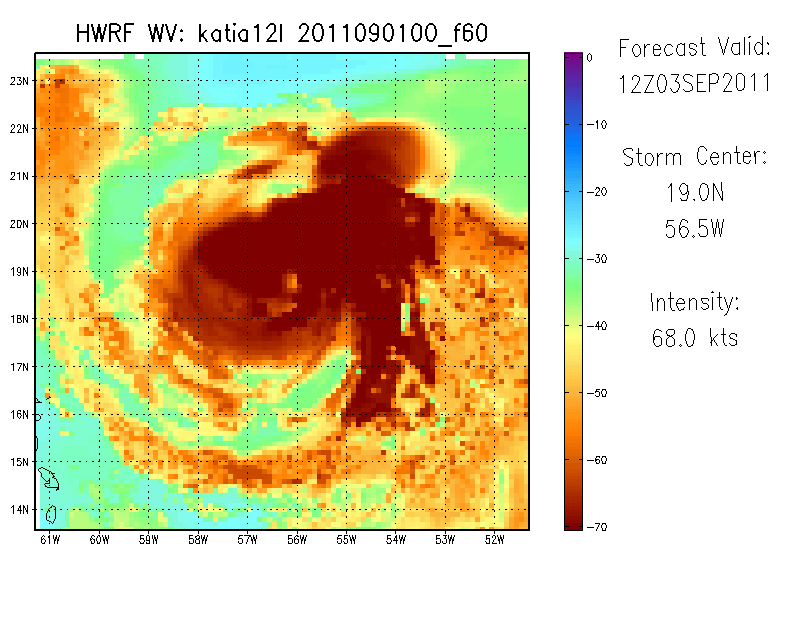 HWRF WV: katia12l 2011090100_f60
Forecast Valid:
12Z03SEP2011
Storm Center:
19.0N
56.5W
Intensity:
68.0 kts
23N
22N
21N
20N
19N
18N
17N
16N
15N
14N
61W 60W 59W 58W 57W 56W 55W 54W 53W 52W
0
-10
-20
-30
-40
-50
-60
-70